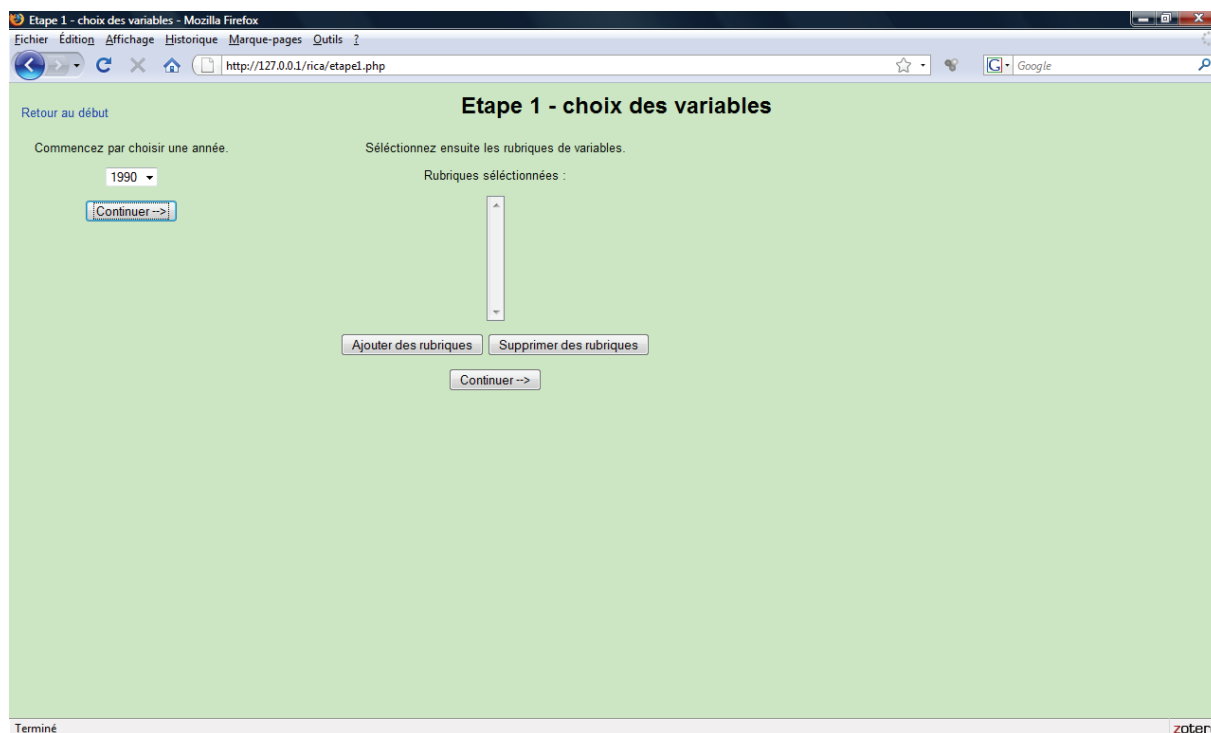 Etape 1 - choix des variables - Mozilla Firefox
Fichier Édition Affichage Historique Marque-pages Outils ?
http://127.0.0.1/rica/etape1.php
G Google
Retour au début
Etape 1 - choix des variables
Commencez par choisir une année.
1990
Continuer -->
Séléctionnez ensuite les rubriques de variables.
Rubriques séléctionnées :
Ajouter des rubriques Supprimer des rubriques
Continuer -->
Terminé
zoter